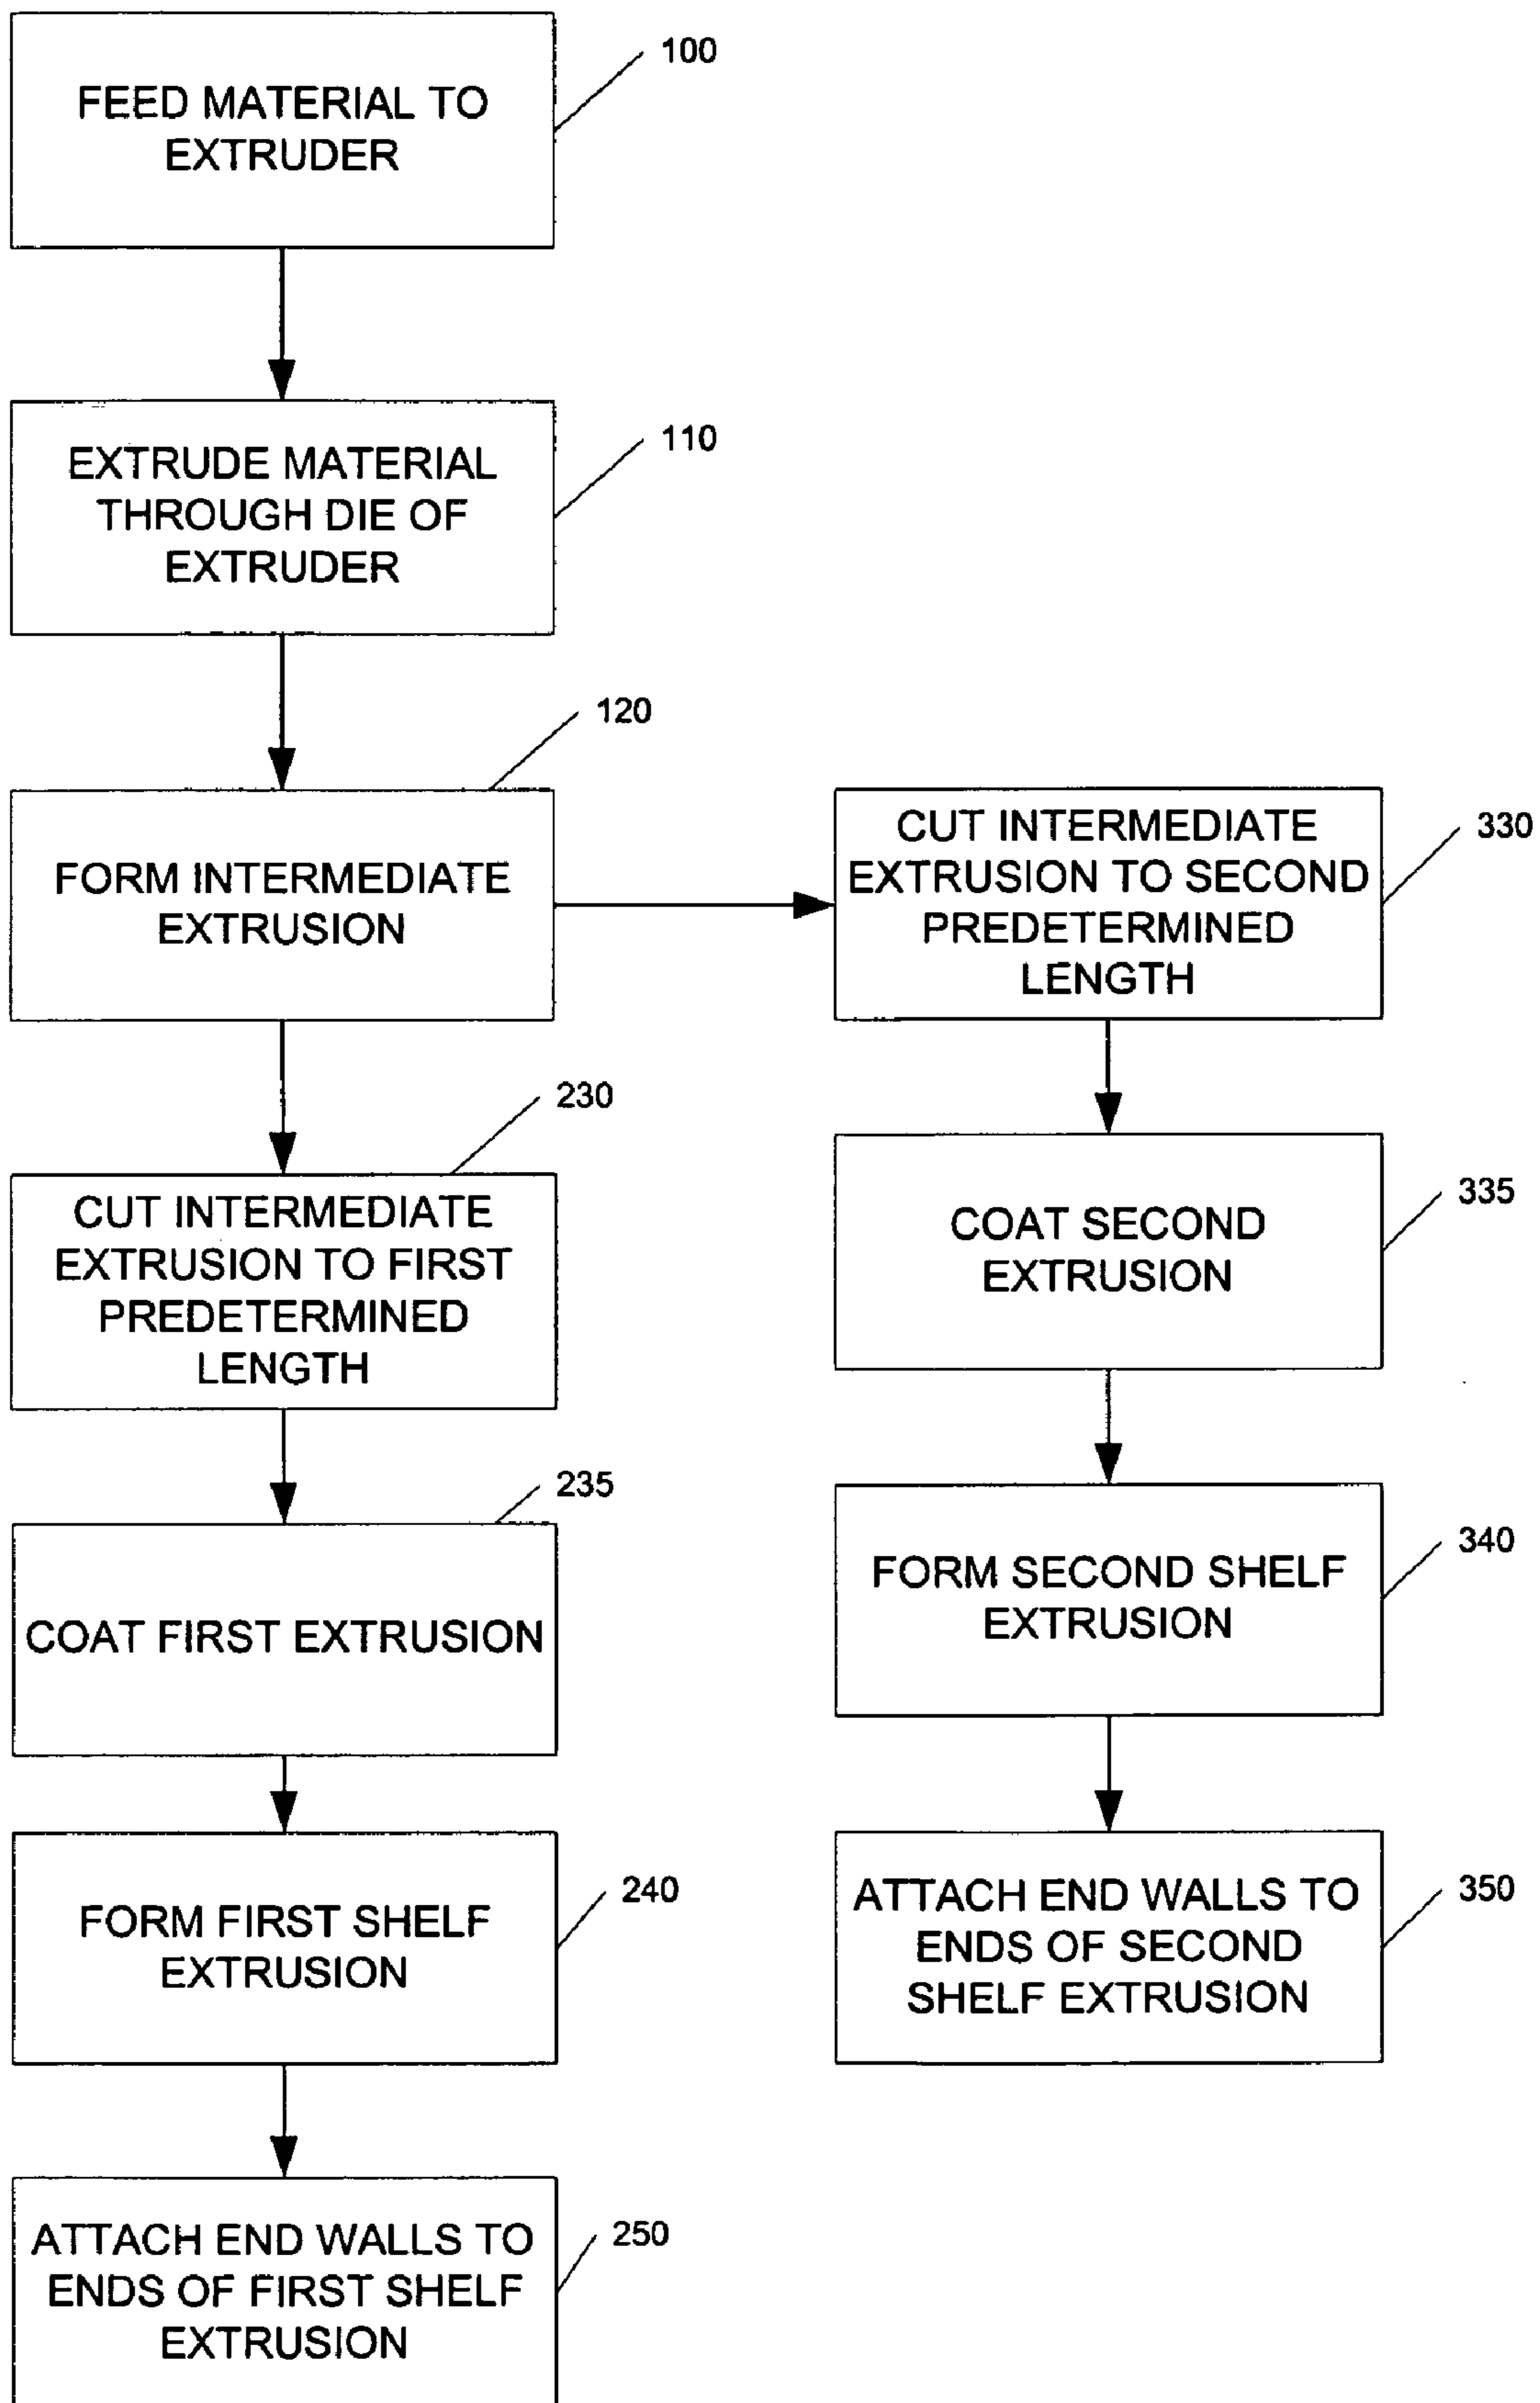 FEED MATERIAL TO
EXTRUDER
100
EXTRUDE MATERIAL
THROUGH DIE OF
EXTRUDER
110
FORM INTERMEDIATE
EXTRUSION
120
CUT INTERMEDIATE
EXTRUSION TO FIRST
PREDETERMINED
LENGTH
230
COAT FIRST EXTRUSION
235
FORM FIRST SHELF
EXTRUSION
240
ATTACH END WALLS TO
ENDS OF FIRST SHELF
EXTRUSION
250
CUT INTERMEDIATE
EXTRUSION TO SECOND
PREDETERMINED
LENGTH
330
COAT SECOND
EXTRUSION
335
FORM SECOND SHELF
EXTRUSION
340
ATTACH END WALLS TO
ENDS OF SECOND
SHELF EXTRUSION
350